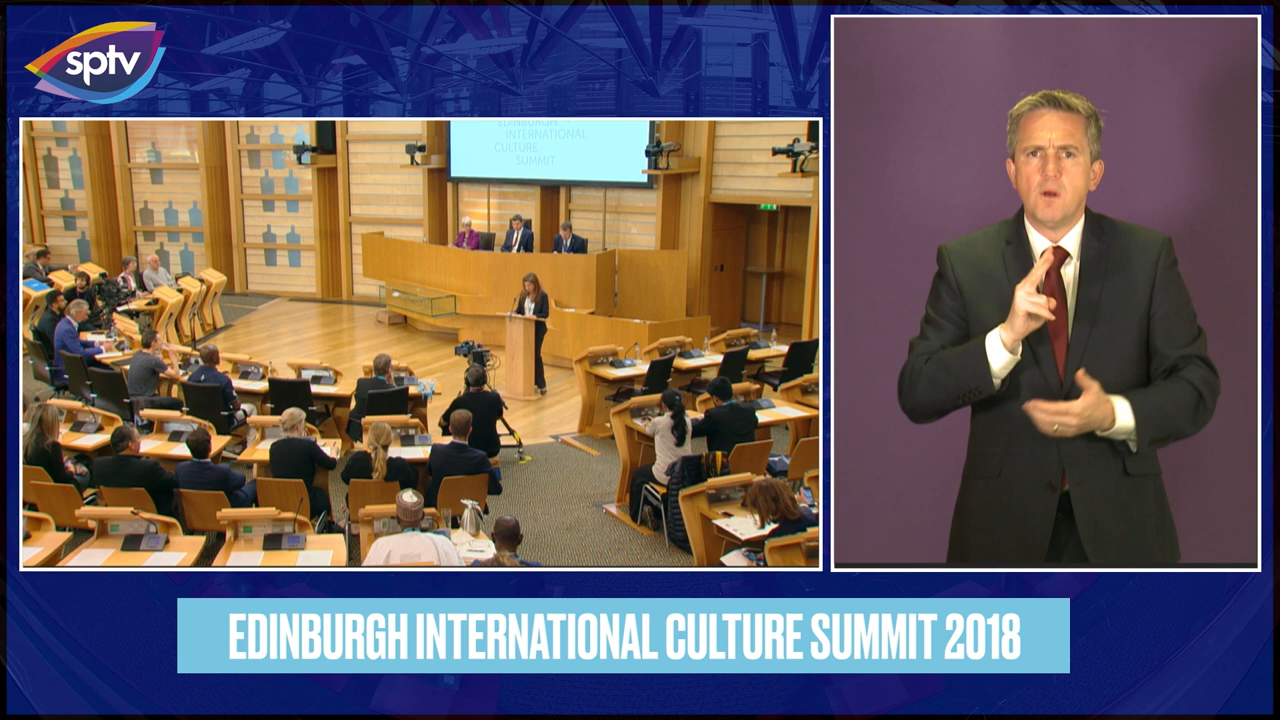 sptv
EDINBURGH
INTERNATIONAL
CULTURE
SUMMIT
EDINBURGH INTERNATIONAL CULTURE SUMMIT 2018